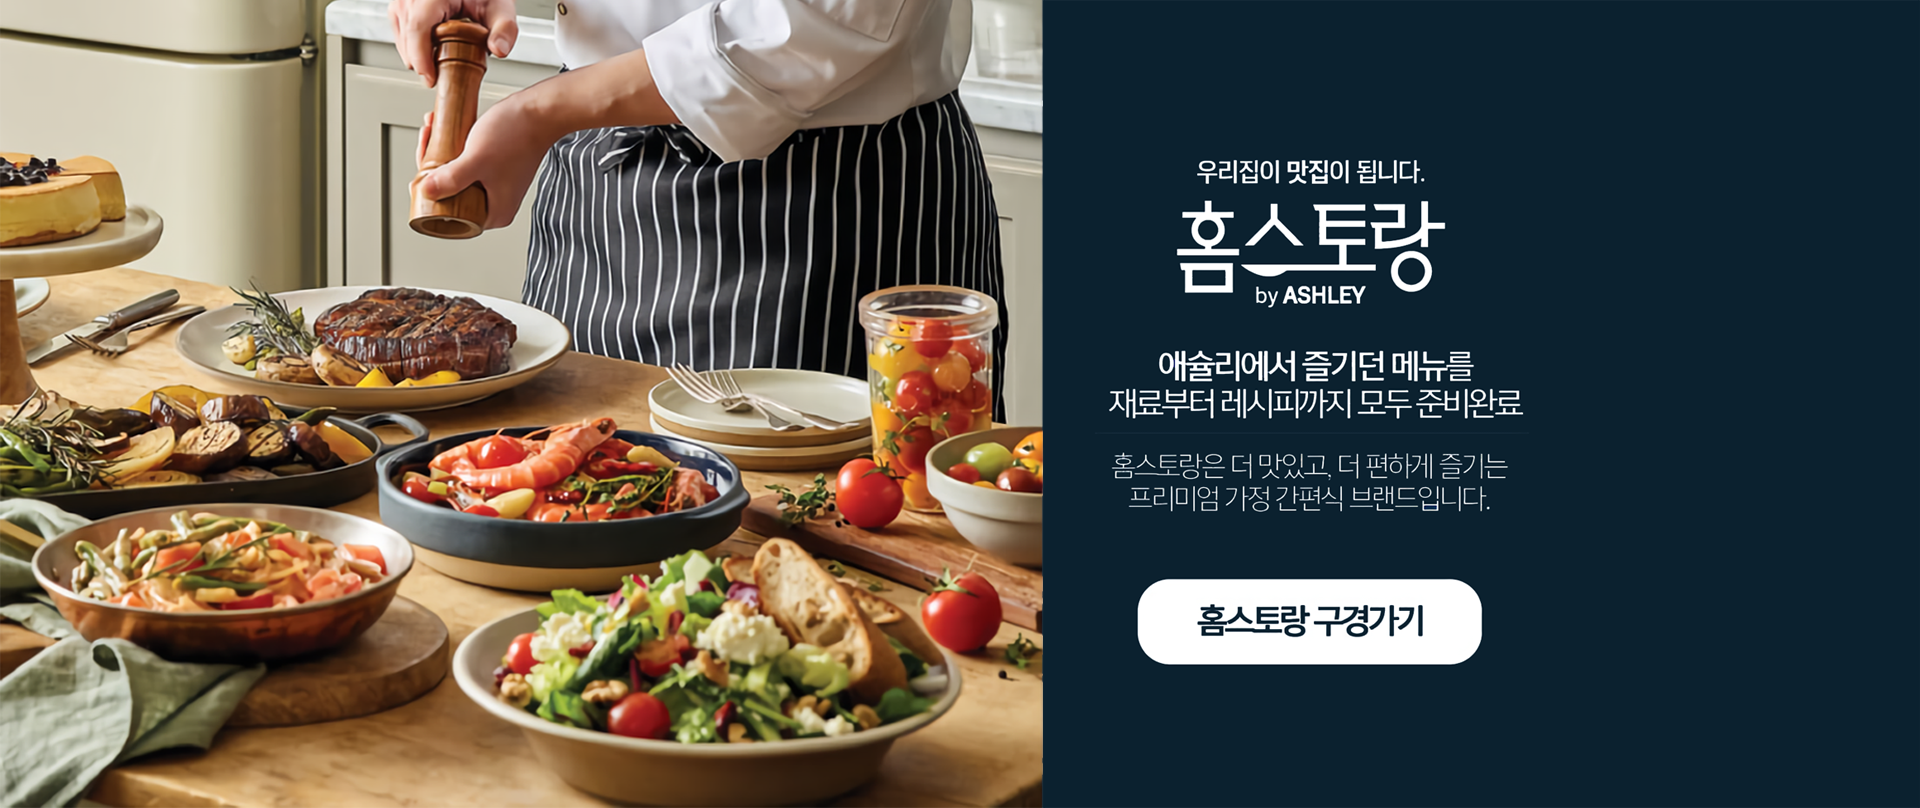 우리집이 맛집이 됩니다.
홈스토랑
by ASHLEY
애슐리에서 즐기던 메뉴를
재료부터 레시피까지 모두 준비완료
홈스토랑은 더 맛있고, 더 편하게 즐기는
프리미엄 가정 간편식 브랜드입니다.
홈스토랑 구경가기